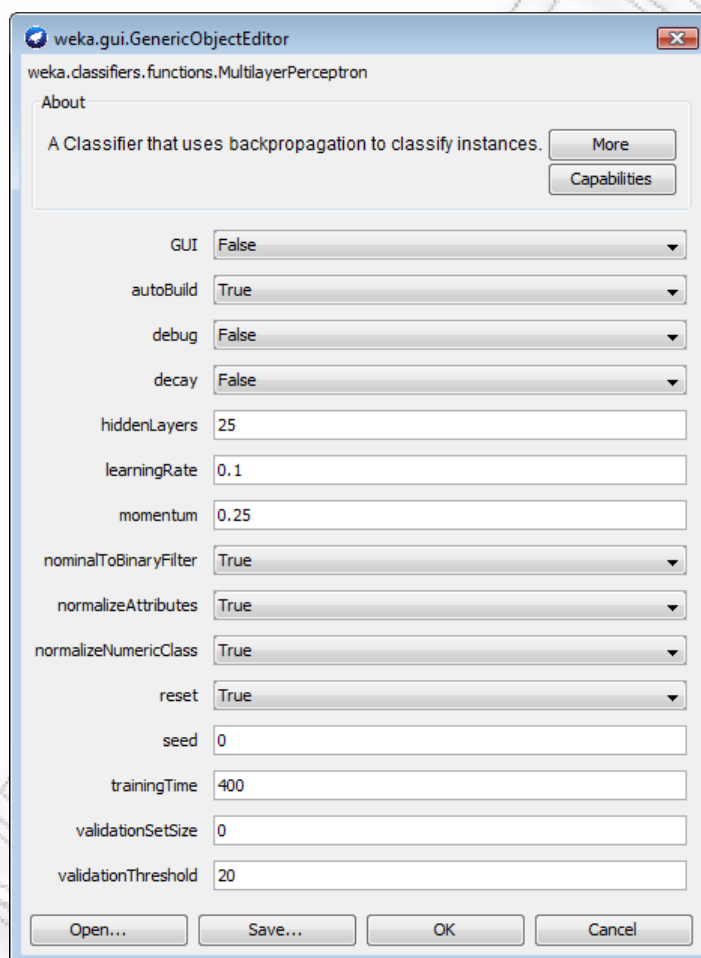 weka.gui.GenericObjectEditor
weka.classifiers.functions.MultilayerPerceptron
About
A Classifier that uses backpropagation to classify instances. More
Capabilities
GUI False
autoBuild True
debug False
decay False
hiddenLayers 25
learningRate 0.1
momentum 0.25
nominalToBinaryFilter True
normalizeAttributes True
normalizeNumericClass True
reset True
seed 0
trainingTime 400
validationSetSize 0
validationThreshold 20
Open... Save... OK Cancel